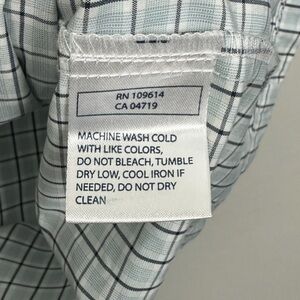 RN 109614
CA 04719
MACHINE WASH COLD
WITH LIKE COLORS,
DO NOT BLEACH, TUMBLE
DRY LOW, COOL IRON IF
NEEDED, DO NOT DRY
CLEAN